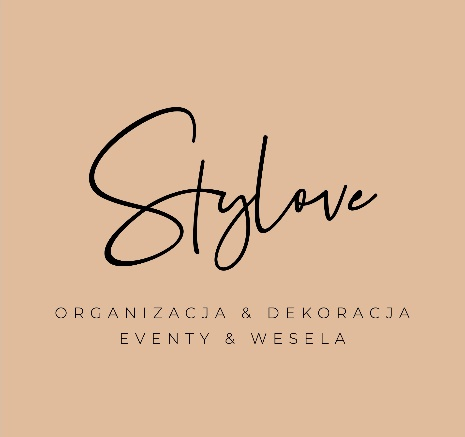 Stylove
ORGANIZACJA & DEKORACJA
EVENTY & WESELA